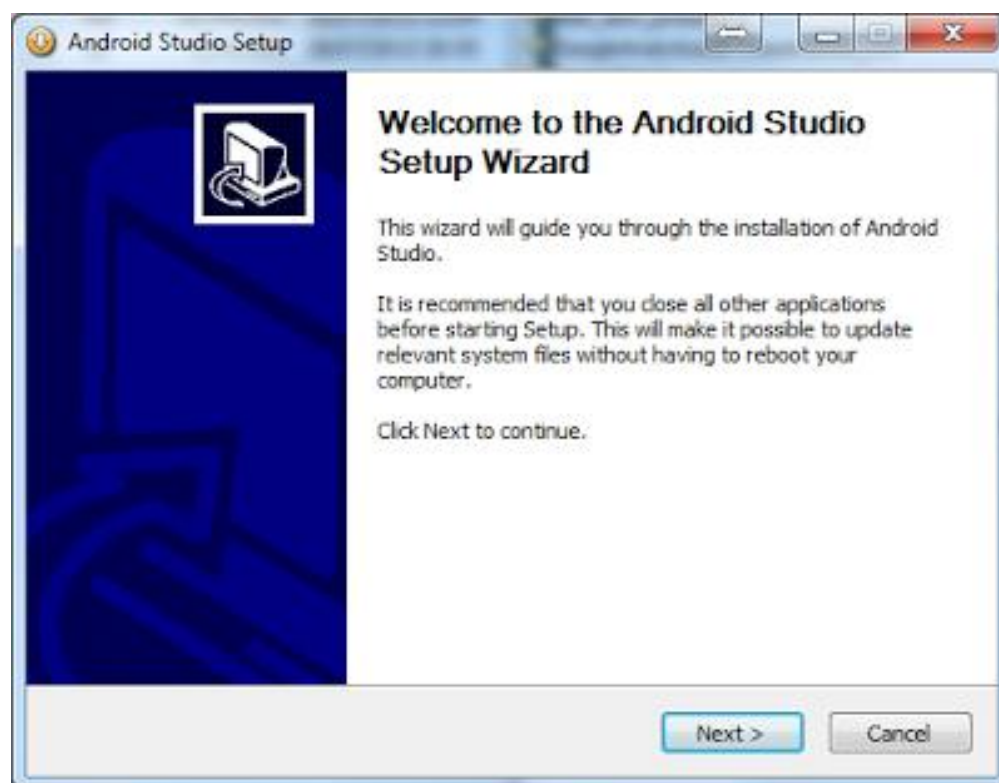 Android Studio Setup
Welcome to the Android Studio
Setup Wizard
This wizard will guide you through the installation of Android
Studio.
It is recommended that you close all other applications
before starting Setup. This will make it possible to update
relevant system files without having to reboot your
computer.
Click Next to continue.
Next >
Cancel